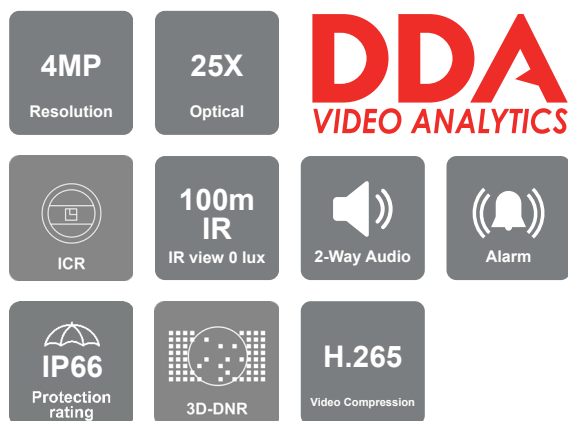 4MP
Resolution
25X
Optical
DDA
VIDEO ANALYTICS
ICR
100m
IR
IR view 0 lux
2-Way Audio
Alarm
IP66
Protection
rating
3D-DNR
H.265
Video Compression